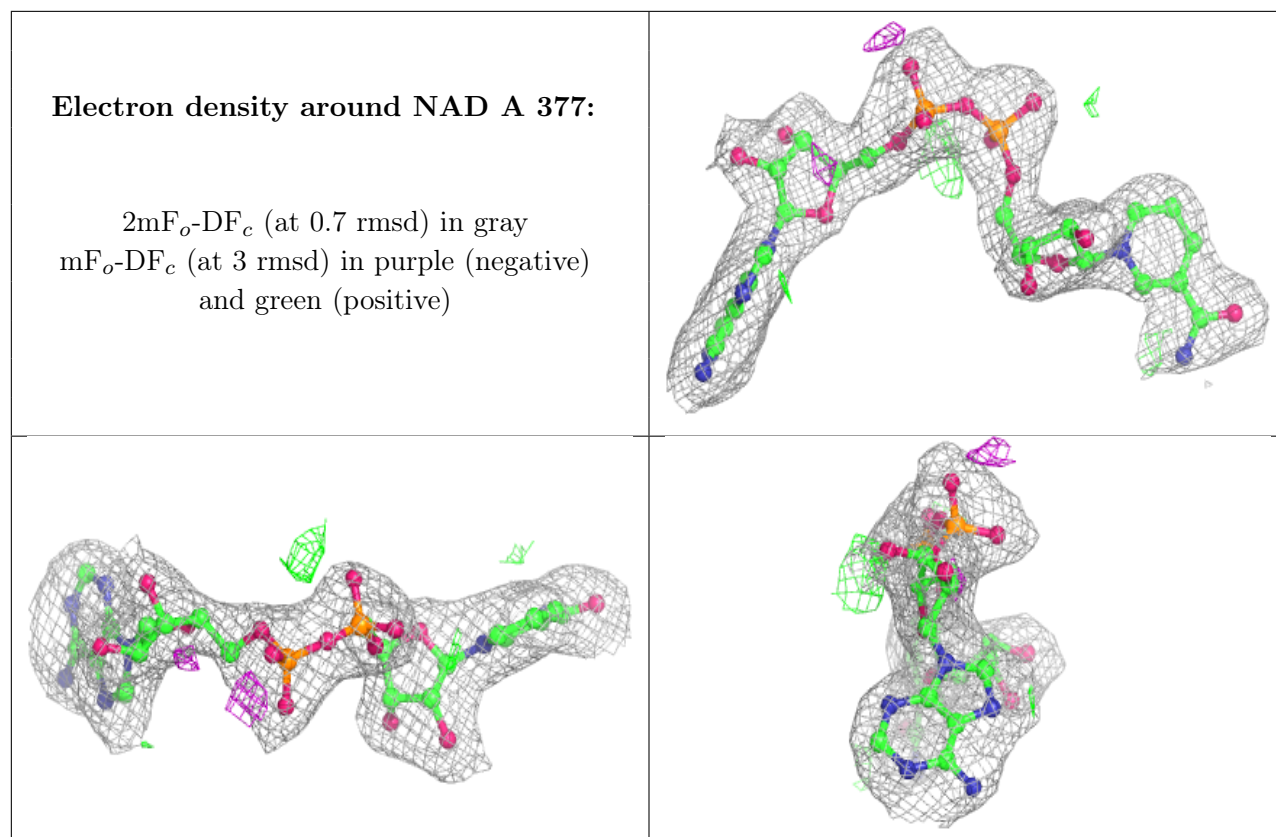 Electron density around NAD A 377:
2mFₒ-DF𝒸 (at 0.7 rmsd) in gray
mFₒ-DF𝒸 (at 3 rmsd) in purple (negative)
and green (positive)